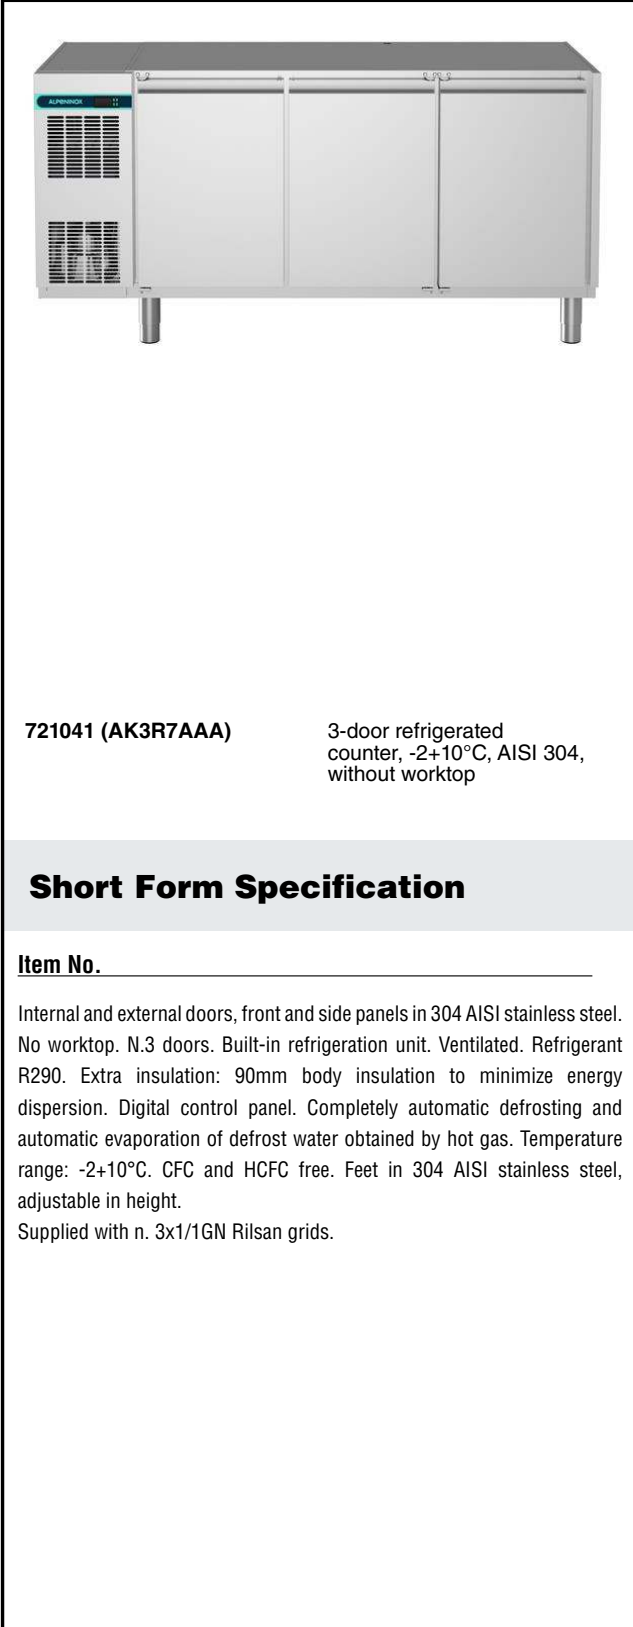 ALPENINOX
721041 (AK3R7AAA)
3-door refrigerated
counter, -2+10°C, AISI 304,
without worktop
Short Form Specification
Item No.
Internal and external doors, front and side panels in 304 AISI stainless steel.
No worktop. N.3 doors. Built-in refrigeration unit. Ventilated. Refrigerant
R290. Extra insulation: 90mm body insulation to minimize energy
dispersion. Digital control panel. Completely automatic defrosting and
automatic evaporation of defrost water obtained by hot gas. Temperature
range: -2+10°C. CFC and HCFC free. Feet in 304 AISI stainless steel,
adjustable in height.
Supplied with n. 3x1/1GN Rilsan grids.